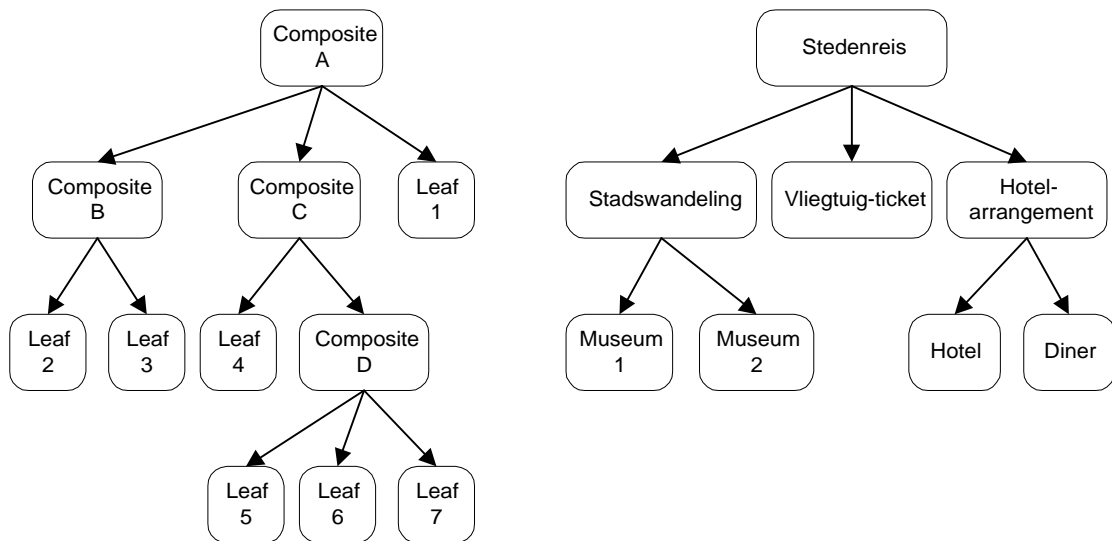 Composite
A
Composite
B
Composite
C
Leaf
1
Leaf
2
Leaf
3
Leaf
4
Composite
D
Leaf
5
Leaf
6
Leaf
7
Stedenreis
Stadswandeling
Vliegtuig-ticket
Hotel-
arrangement
Museum
1
Museum
2
Hotel
Diner